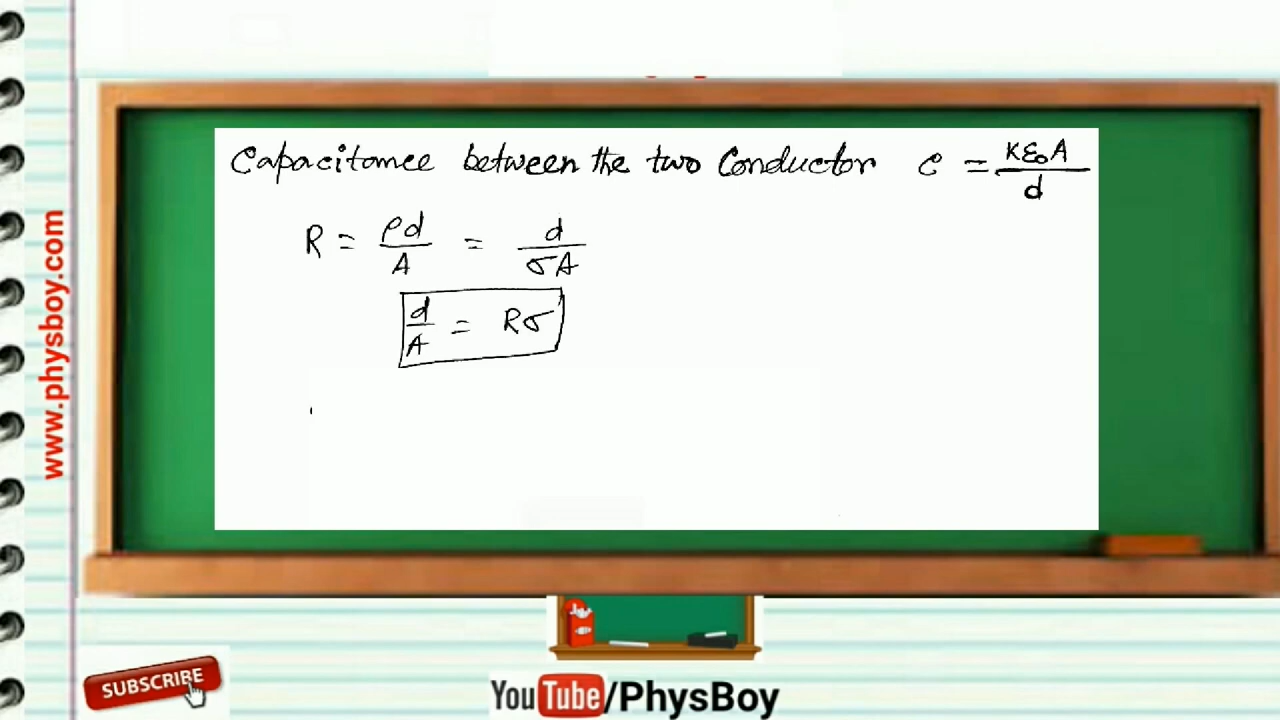 Capacitance between the two Conductor C = Kε₀A/d
R = ρd/A = d/σA
d/A = Rσ
www.physboy.com
SUBSCRIBE
YouTube/PhysBoy